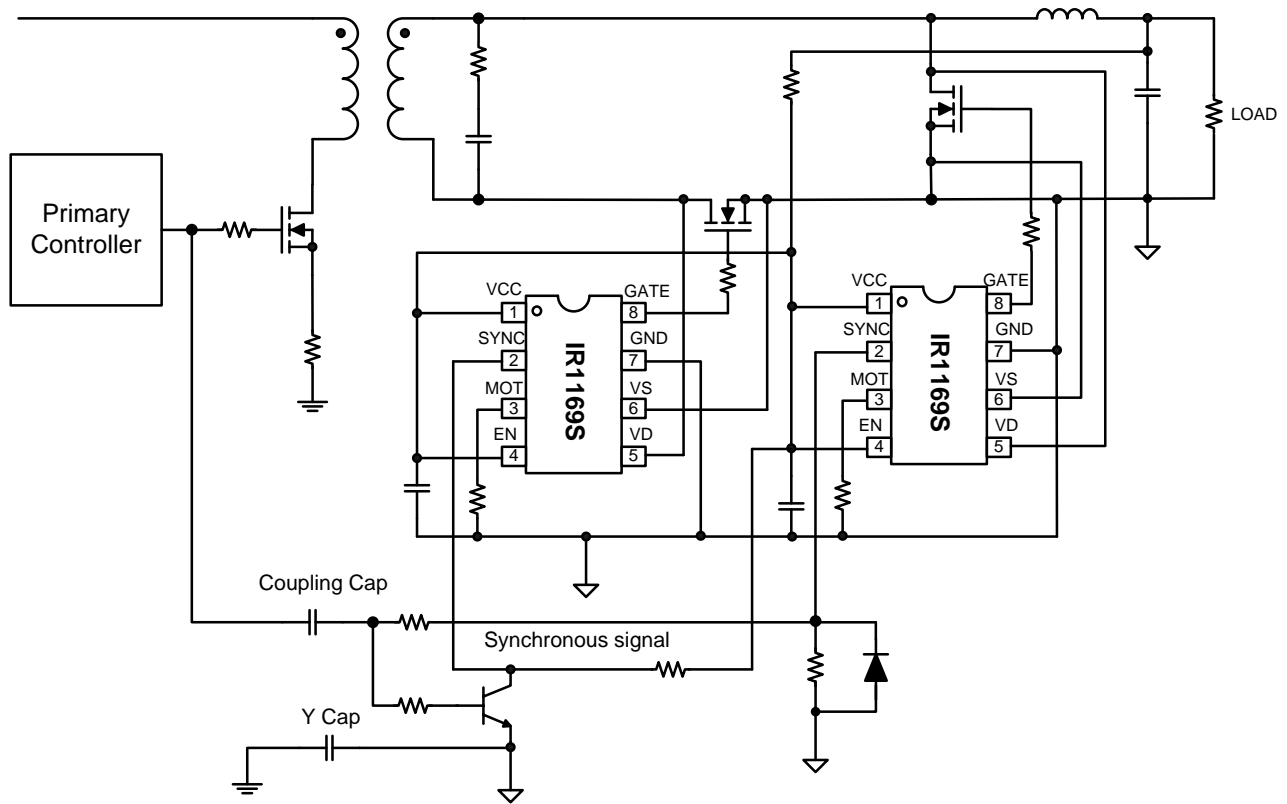 LOAD
Primary
Controller
VCC
1
SYNC
2
MOT
3
EN
4
GATE
8
GND
7
VS
6
VD
5
IR1169S
VCC
1
SYNC
2
MOT
3
EN
4
GATE
8
GND
7
VS
6
VD
5
IR1169S
Coupling Cap
Synchronous signal
Y Cap